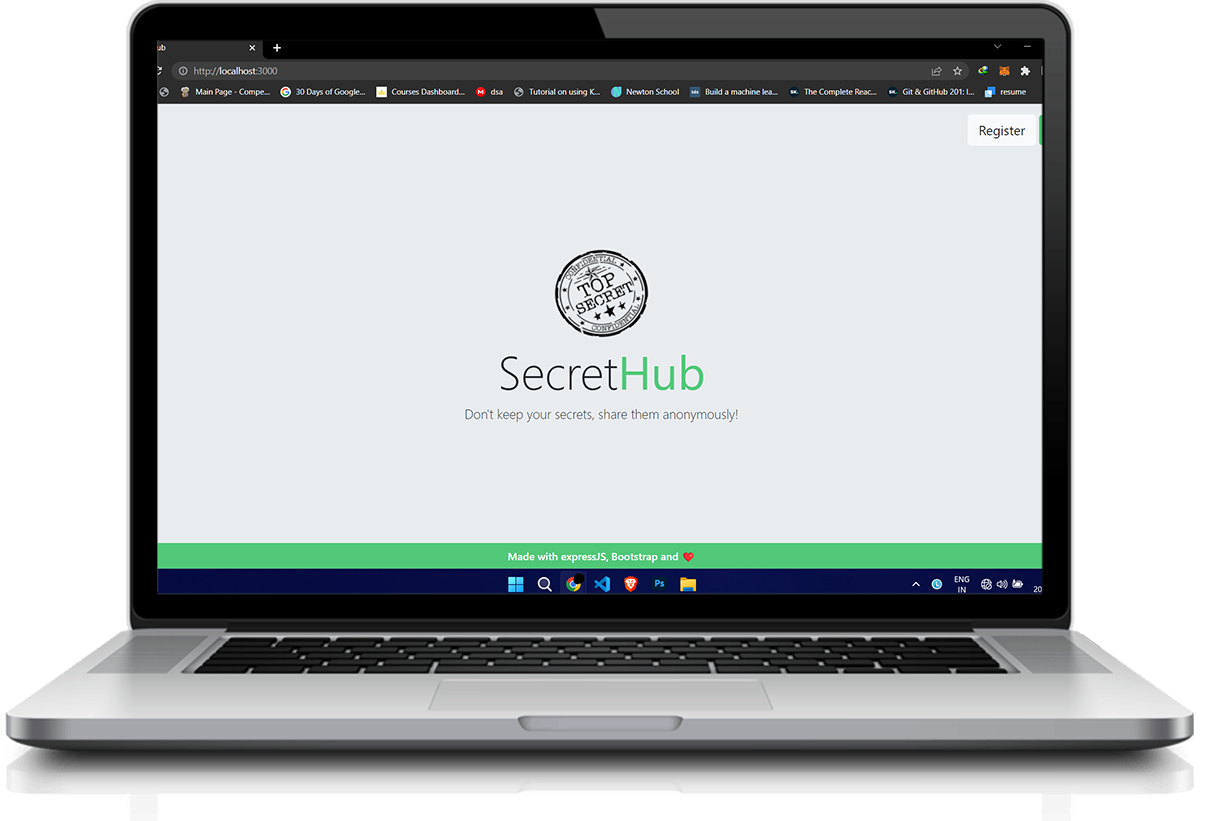 ub
http://localhost:3000
Main Page - Compe... 30 Days of Google... Courses Dashboard... dsa Tutorial on using K... Newton School Build a machine lea... The Complete Reac... Git & GitHub 201: I... resume
Register
CONFIDENTIAL
TOP
SECRET
CONFIDENTIAL
SecretHub
Don't keep your secrets, share them anonymously!
Made with expressJS, Bootstrap and ❤️
Ps
ENG
IN
20